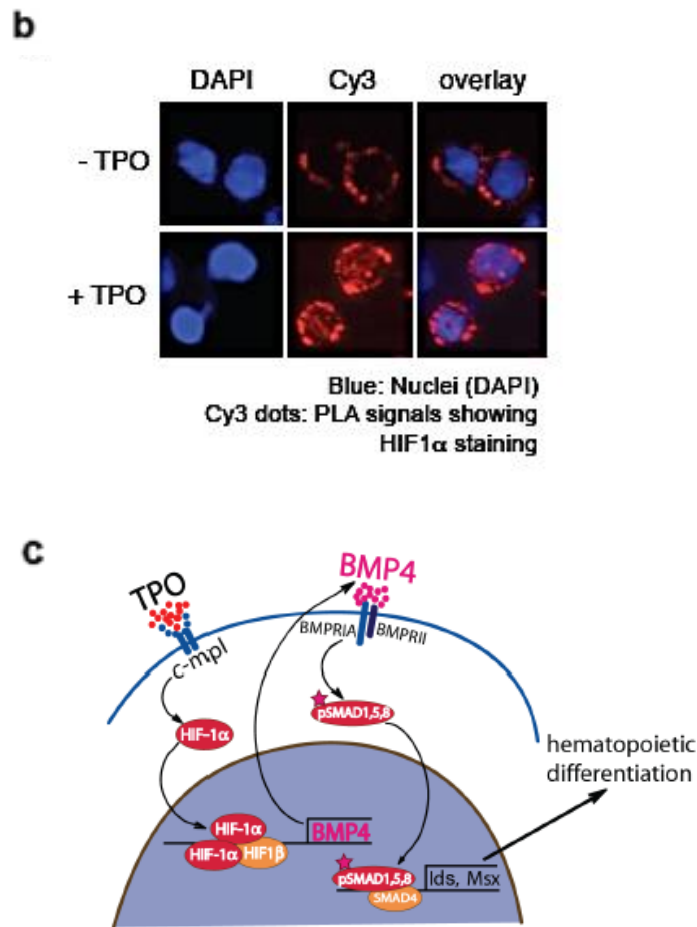 b
DAPI Cy3 overlay
- TPO
+ TPO
Blue: Nuclei (DAPI)
Cy3 dots: PLA signals showing
HIF1α staining
c
TPO
c-mpl
BMP4
BMPRIA
BMPRII
pSMAD1,5,8
HIF-1α
hematopoietic
differentiation
HIF-1α
HIF-1α HIF1β
BMP4
pSMAD1,5,8
SMAD4
Ids, Msx